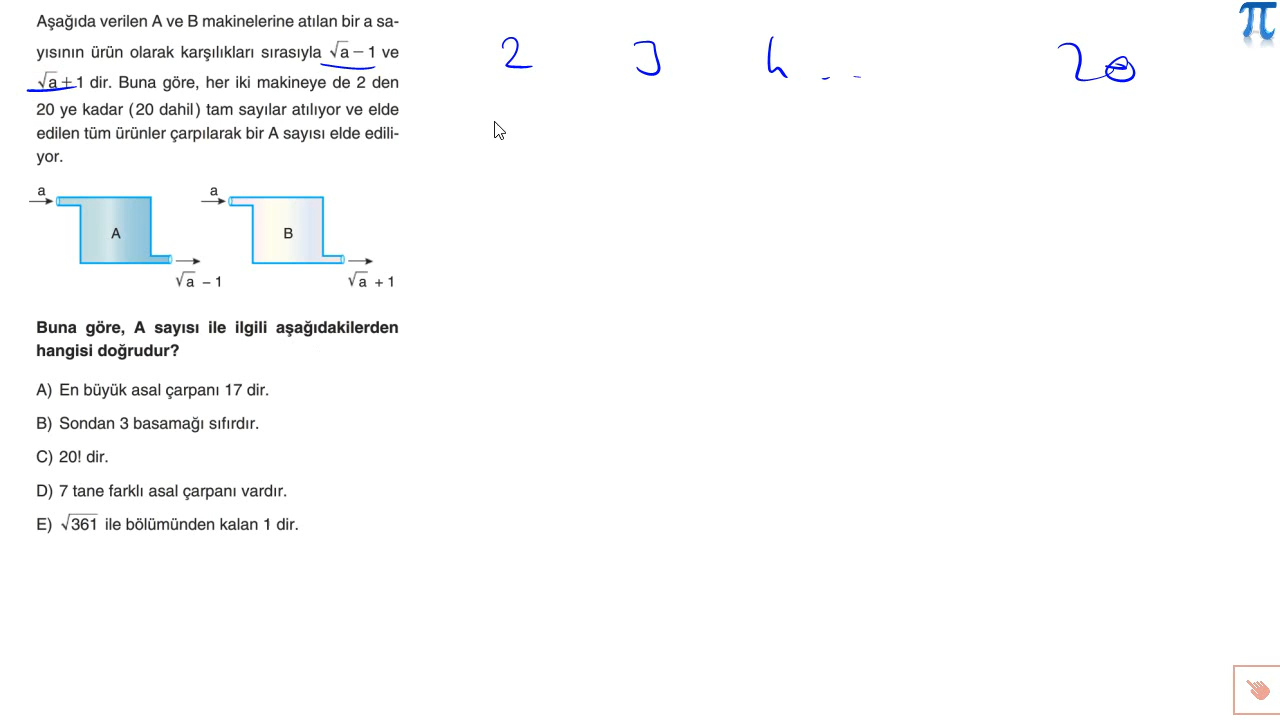 Aşağıda verilen A ve B makinelerine atılan bir a sa-
yısının ürün olarak karşılıkları sırasıyla √a − 1 ve
√a + 1 dir. Buna göre, her iki makineye de 2 den
20 ye kadar (20 dahil) tam sayılar atılıyor ve elde
edilen tüm ürünler çarpılarak bir A sayısı elde edili-
yor.
a
a
A
B
√a − 1
√a + 1
Buna göre, A sayısı ile ilgili aşağıdakilerden
hangisi doğrudur?
A) En büyük asal çarpanı 17 dir.
B) Sondan 3 basamağı sıfırdır.
C) 20! dir.
D) 7 tane farklı asal çarpanı vardır.
E) √361 ile bölümünden kalan 1 dir.
2 3 4 ... 20
π